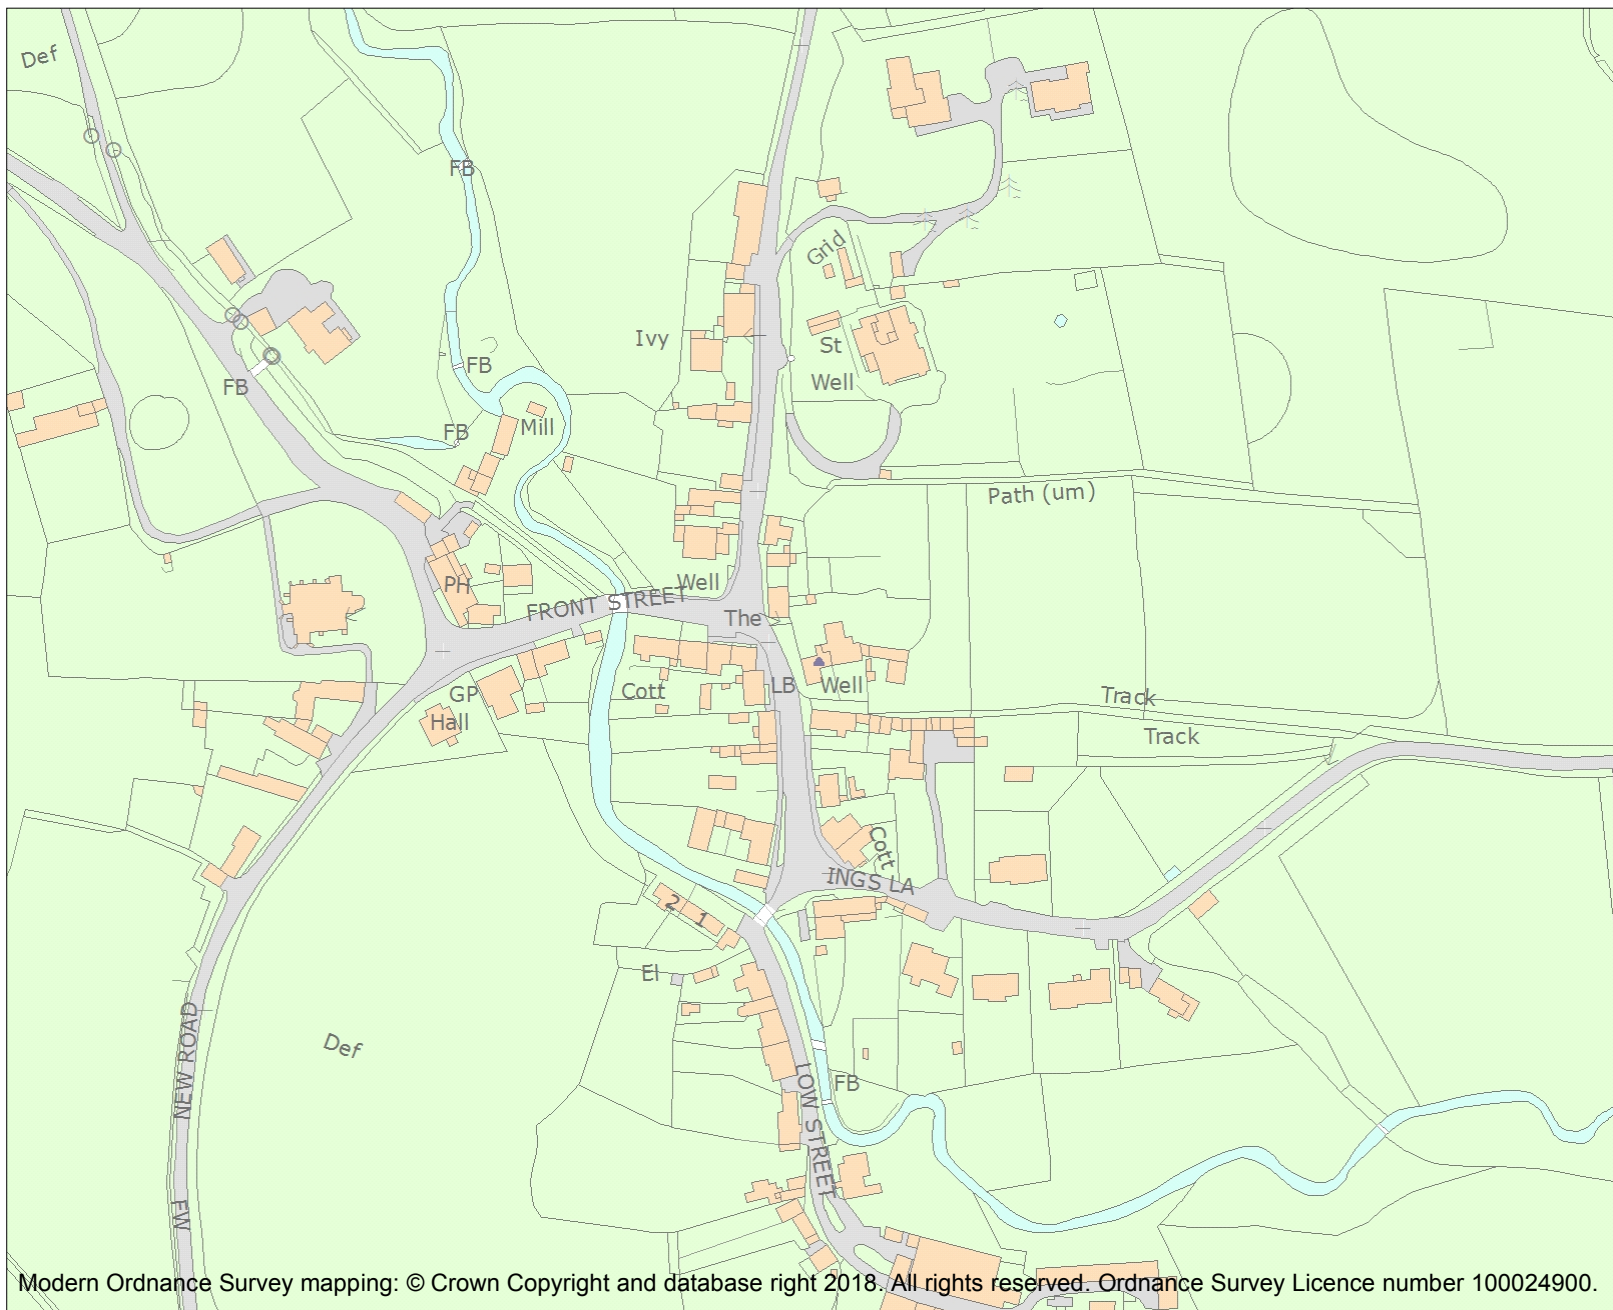 Def
FB
Grid
Ivy
St
FB
FB
Well
FB
Mill
Path (um)
PH
Well
FRONT STREET
The
GP
Cott
LB
Well
Track
Hall
Track
Cott
INGS LA
2
1
El
NEW ROAD
Def
FB
LOW STREET
FW
Modern Ordnance Survey mapping: © Crown Copyright and database right 2018. All rights reserved. Ordnance Survey Licence number 100024900.